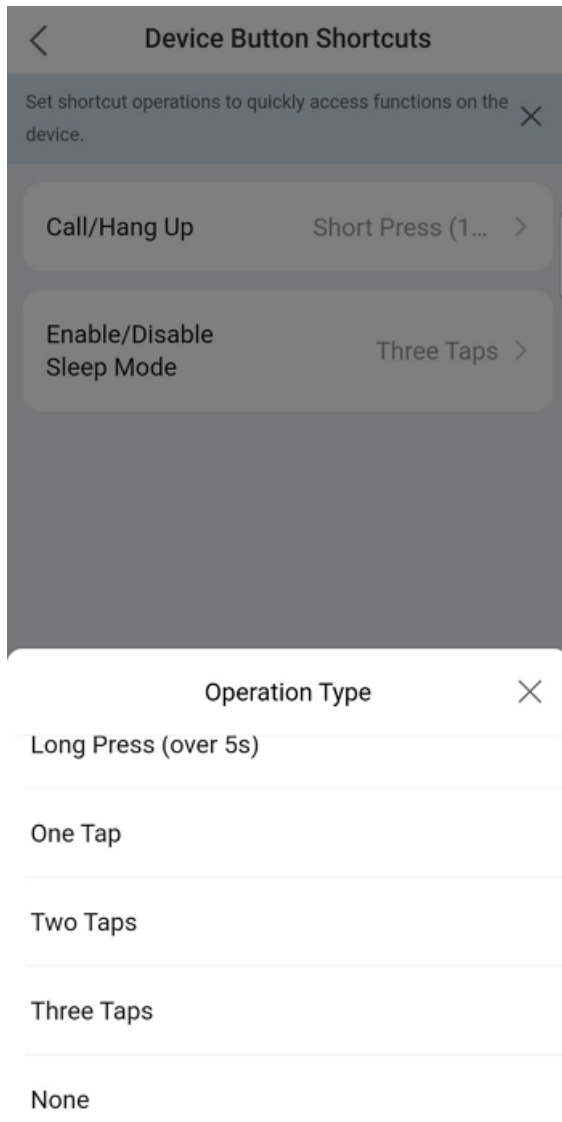 Device Button Shortcuts
Set shortcut operations to quickly access functions on the
device.
Call/Hang Up
Short Press (1...
Enable/Disable
Sleep Mode
Three Taps
Operation Type
Long Press (over 5s)
One Tap
Two Taps
Three Taps
None